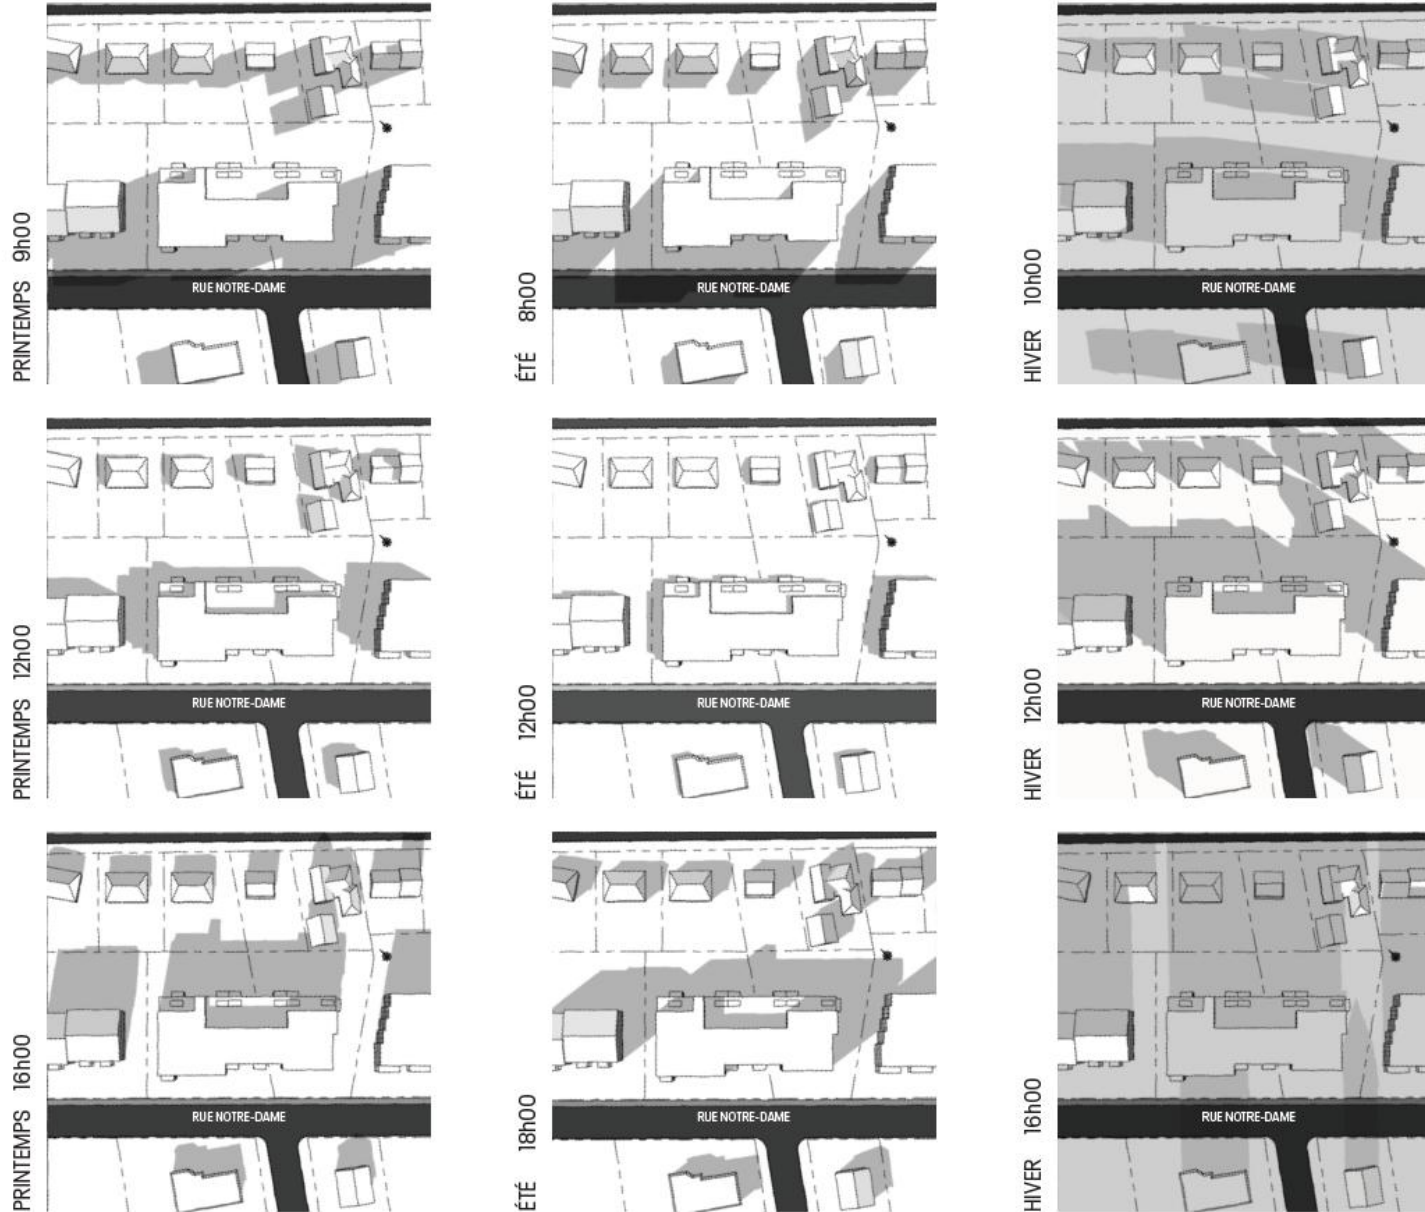 PRINTEMPS 9h00
RUE NOTRE-DAME
ÉTÉ 8h00
RUE NOTRE-DAME
HIVER 10h00
RUE NOTRE-DAME
PRINTEMPS 12h00
RUE NOTRE-DAME
ÉTÉ 12h00
RUE NOTRE-DAME
HIVER 12h00
RUE NOTRE-DAME
PRINTEMPS 16h00
RUE NOTRE-DAME
ÉTÉ 18h00
RUE NOTRE-DAME
HIVER 16h00
RUE NOTRE-DAME